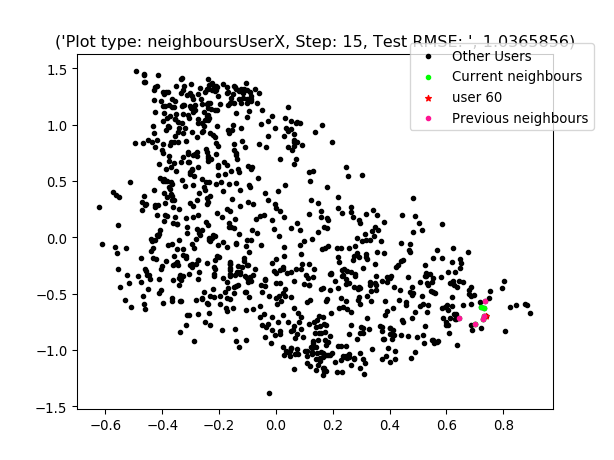 ('Plot type: neighboursUserX, Step: 15, Test RMSE: ', 1.0365856)
Other Users
Current neighbours
user 60
Previous neighbours
1.5
1.0
0.5
0.0
−0.5
−1.0
−1.5
−0.6 −0.4 −0.2 0.0 0.2 0.4 0.6 0.8